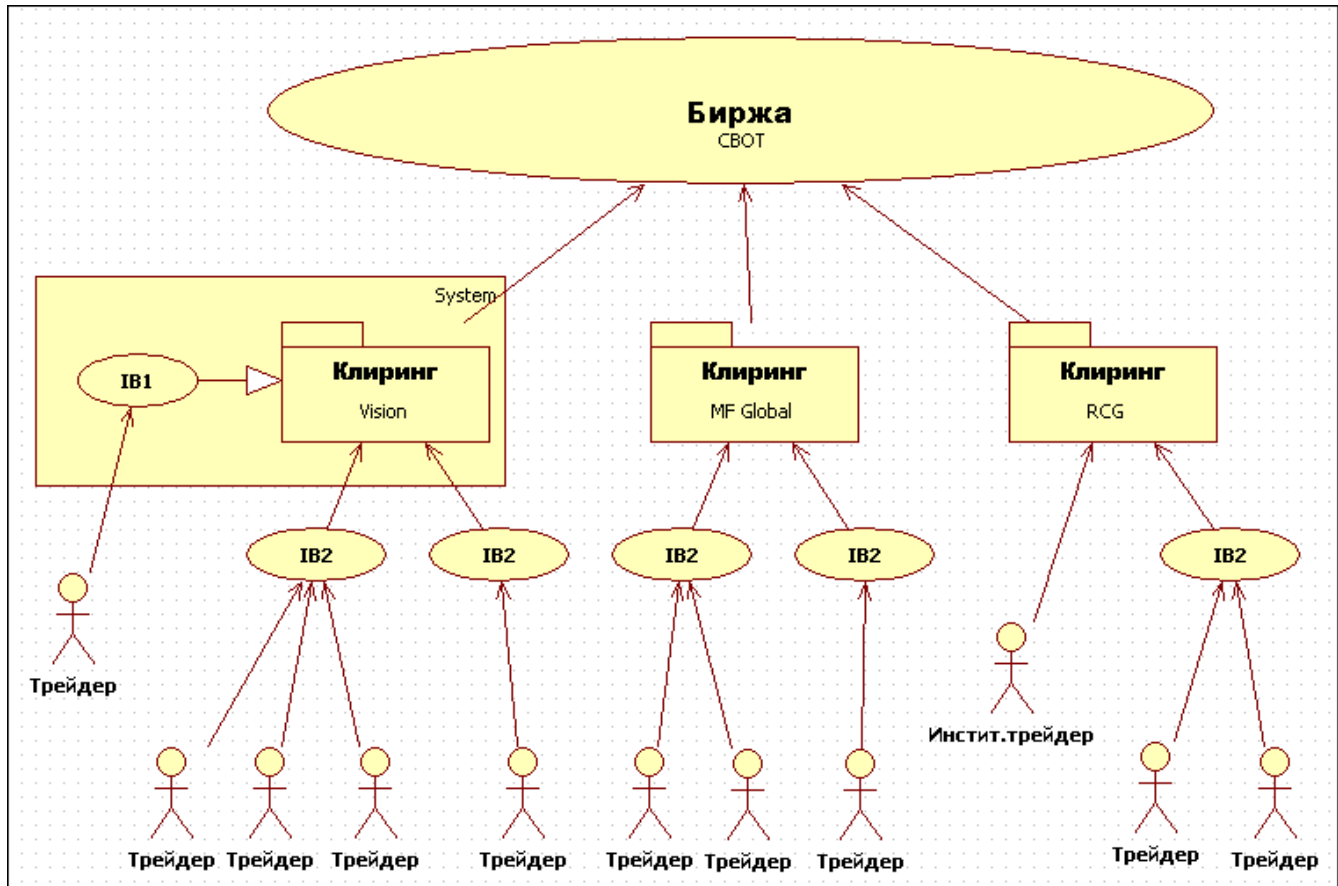 Биржа
CBOT
System
IB1
Клиринг
Vision
Клиринг
MF Global
Клиринг
RCG
IB2
IB2
IB2
IB2
IB2
Трейдер
Инстит.трейдер
Трейдер
Трейдер
Трейдер
Трейдер
Трейдер
Трейдер
Трейдер
Трейдер
Трейдер